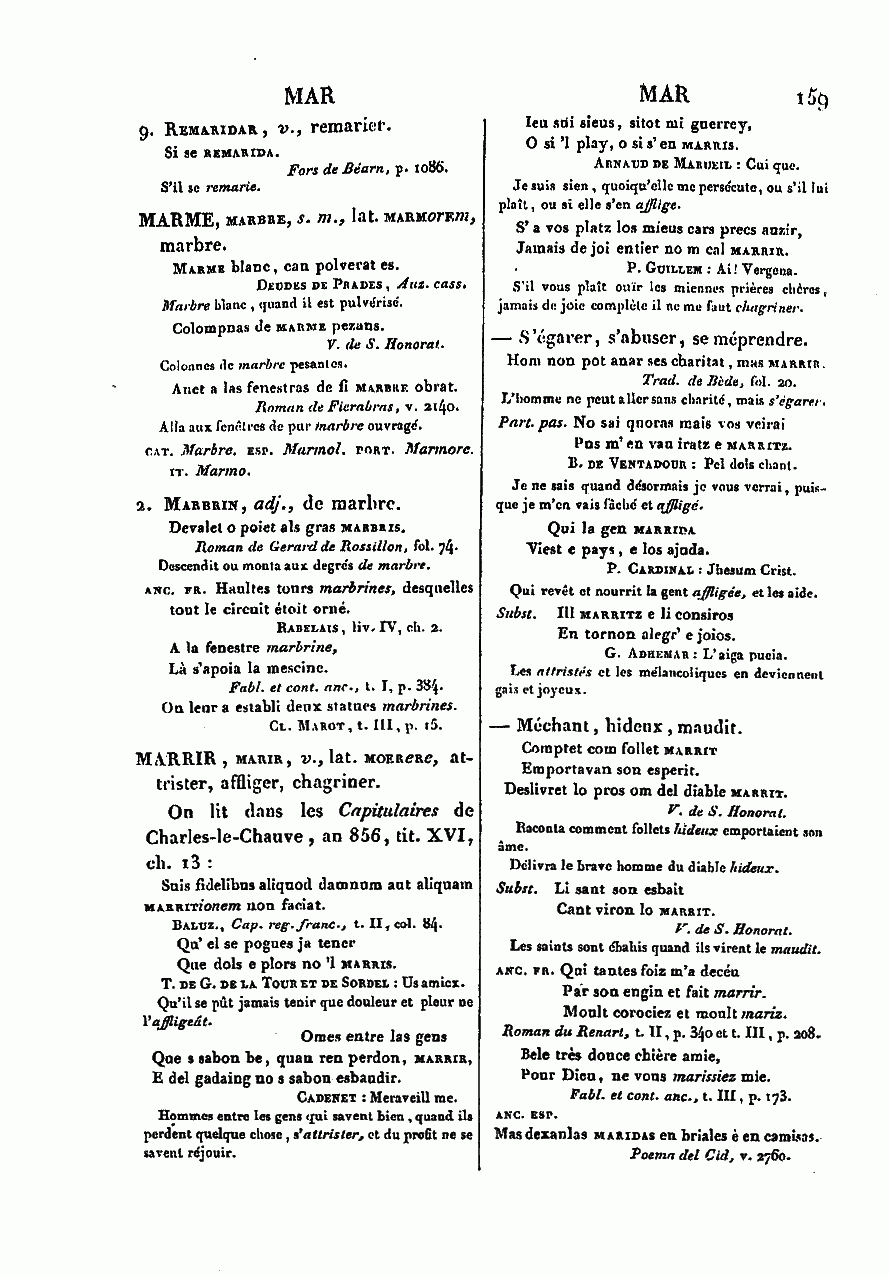 MAR
MAR 159
9. REMARIDAR, v., remarier.
Si se REMARIDA.
Fors de Béarn, p. 1086.
S'il se remarie.
MARME, MARBRE, s. m., lat. MARMOREm,
marbre.
MARME blanc, can polverat es.
DEUDES DE PRADES, Auz. cass.
Marbre blanc, quand il est pulvérisé.
Colompnas de MARME pezans.
V. de S. Honorat.
Colonnes de marbre pesantes.
Anet a las fenestras de fi MARBRE obrat.
Roman de Fierabras, v. 2140.
Alla aux fenêtres de pur marbre ouvragé.
CAT. Marbre. ESP. Marmol. PORT. Marmore.
IT. Marmo.
2. MARBRIN, adj., de marbre.
Devalet o poiet als gras MARBRIS.
Roman de Gerard de Rossillon, fol. 74.
Descendit ou monta aux degrés de marbre.
ANC. FR. Haultes tours marbrines, desquelles
tout le circuit étoit orné.
RABELAIS, liv. IV, ch. 2.
A la fenestre marbrine,
Là s'apoia la mescine.
Fabl. et cont. anc., t. I, p. 384.
On leur a establi deux statues marbrines.
CL. MAROT, t. III, p. 15.
MARRIR, MARIR, v., lat. MOERReRe, at-
trister, affliger, chagriner.
On lit dans les Capitulaires de
Charles-le-Chauve, an 856, tit. XVI,
ch. 13 :
Suis fidelibus aliquod damnum aut aliquam
MARRITionem non faciat.
BALUZ., Cap. reg. franc., t. II, col. 84.
Qu' el se pogues ja tener
Que dols e plors no 'l MARRIS.
T. DE G. DE LA TOUR ET DE SORDEL : Us amicx.
Qu'il se pût jamais tenir que douleur et pleur ne
l'affligeât.
Omes entre las gens
Que s sabon be, quan ren perdon, MARRIR,
E del gadaing no s sabon esbaudir.
CADENET : Meraveill me.
Hommes entre les gens qui savent bien, quand ils
perdent quelque chose, s'attrister, et du profit ne se
savent réjouir.
Ieu sui sieus, sitot mi guerrey,
O si 'l play, o si s' en MARRIS.
ARNAUD DE MARUEIL : Cui que.
Je suis sien, quoiqu'elle me persécute, ou s'il lui
plaît, ou si elle s'en afflige.
S' a vos platz los mieus cars precs auzir,
Jamais de joi entier no m cal MARRIR.
P. GUILLEM : Ai! Vergena.
S'il vous plaît ouïr les miennes prières chères,
jamais de joie complète il ne me faut chagriner.
— S'égarer, s'abuser, se méprendre.
Hom non pot anar ses charitat, mas MARRIR.
Trad. de Bède, fol. 20.
L'homme ne peut aller sans charité, mais s'égarer.
Part. pas. No sai quoras mais vos veirai
Pus m' en vau iratz e MARRITZ.
B. DE VENTADOUR : Pel dols chant.
Je ne sais quand désormais je vous verrai, puis-
que je m'en vais fâché et affligé.
Qui la gen MARRIDA
Viest e pays, e los ajuda.
P. CARDINAL : Jhesum Crist.
Qui revêt et nourrit la gent affligée, et les aide.
Subst. Ill MARRITZ e li consiros
En tornon alegr' e joios.
G. ADHEMAR : L'aiga pueia.
Les attristés et les mélancoliques en deviennent
gais et joyeux.
— Méchant, hideux, maudit.
Comptet com follet MARRIT
Emportavan son esperit.
Deslivret lo pros om del diable MARRIT.
V. de S. Honorat.
Raconta comment follets hideux emportaient son
âme.
Délivra le brave homme du diable hideux.
Subst. Li sant son esbait
Cant viron lo MARRIT.
V. de S. Honorat.
Les saints sont ébahis quand ils virent le maudit.
ANC. FR. Qui tantes foiz m'a decéu
Par son engin et fait marrir.
Moult corociez et moult mariz.
Roman du Renart, t. II, p. 340 et t. III, p. 208.
Bele très douce chière amie,
Pour Dieu, ne vous marissiez mie.
Fabl. et cont. anc., t. III, p. 173.
ANC. ESP.
Mas dexanlas MARIDAS en briales è en camisas.
Poema del Cid, v. 2760.